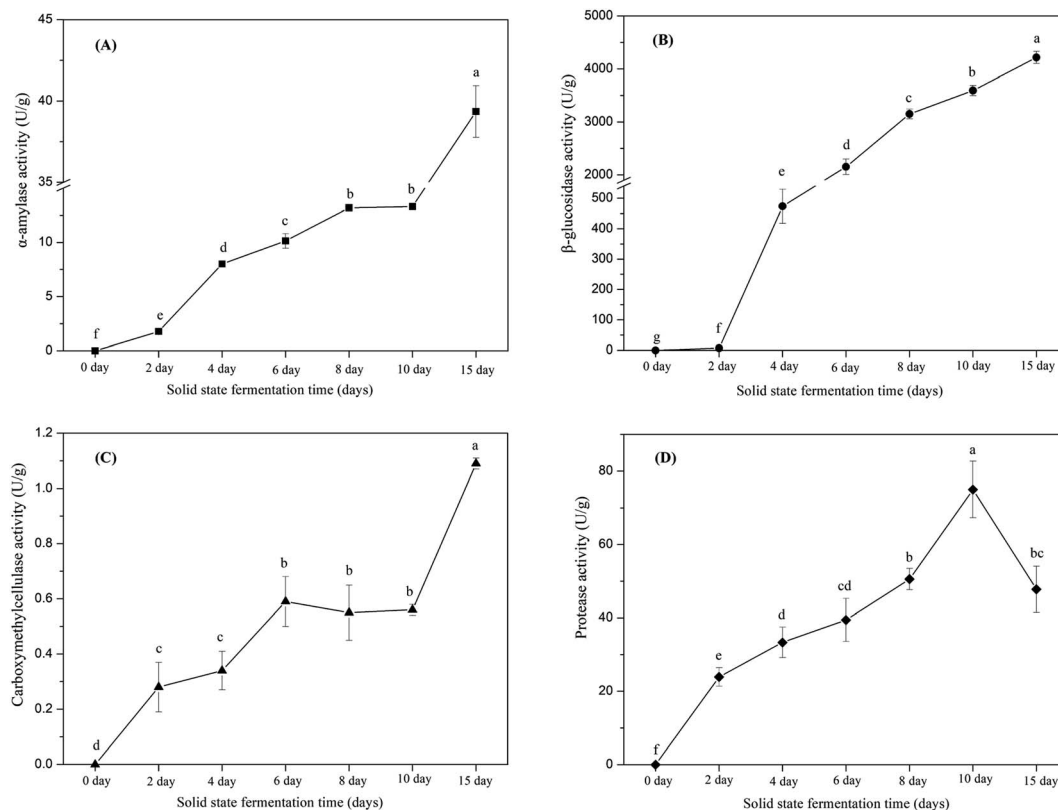 (A)
α-amylase activity (U/g)
45
40
35
10
5
0
f
e
d
c
b
b
a
0 day 2 day 4 day 6 day 8 day 10 day 15 day
Solid state fermentation time (days)
(B)
β-glucosidase activity (U/g)
5000
4000
3000
2000
500
400
300
200
100
0
g
f
e
d
c
b
a
0 day 2 day 4 day 6 day 8 day 10 day 15 day
Solid state fermentation time (days)
(C)
Carboxymethylcellulase activity (U/g)
1.2
1.0
0.8
0.6
0.4
0.2
0.0
d
c
c
b
b
b
a
0 day 2 day 4 day 6 day 8 day 10 day 15 day
Solid state fermentation time (days)
(D)
Protease activity (U/g)
80
60
40
20
0
f
e
d
cd
b
a
bc
0 day 2 day 4 day 6 day 8 day 10 day 15 day
Solid state fermentation time (days)